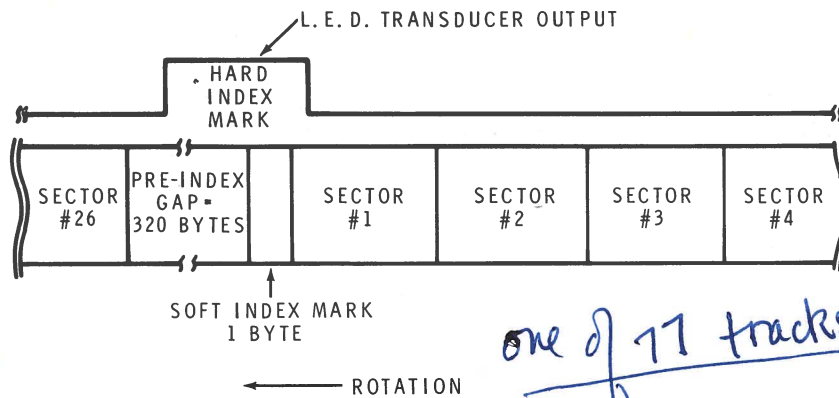 L.E.D. TRANSDUCER OUTPUT
HARD
INDEX
MARK
SECTOR
#26
PRE-INDEX
GAP=
320 BYTES
SECTOR
#1
SECTOR
#2
SECTOR
#3
SECTOR
#4
SOFT INDEX MARK
1 BYTE
one of 77 tracks
ROTATION